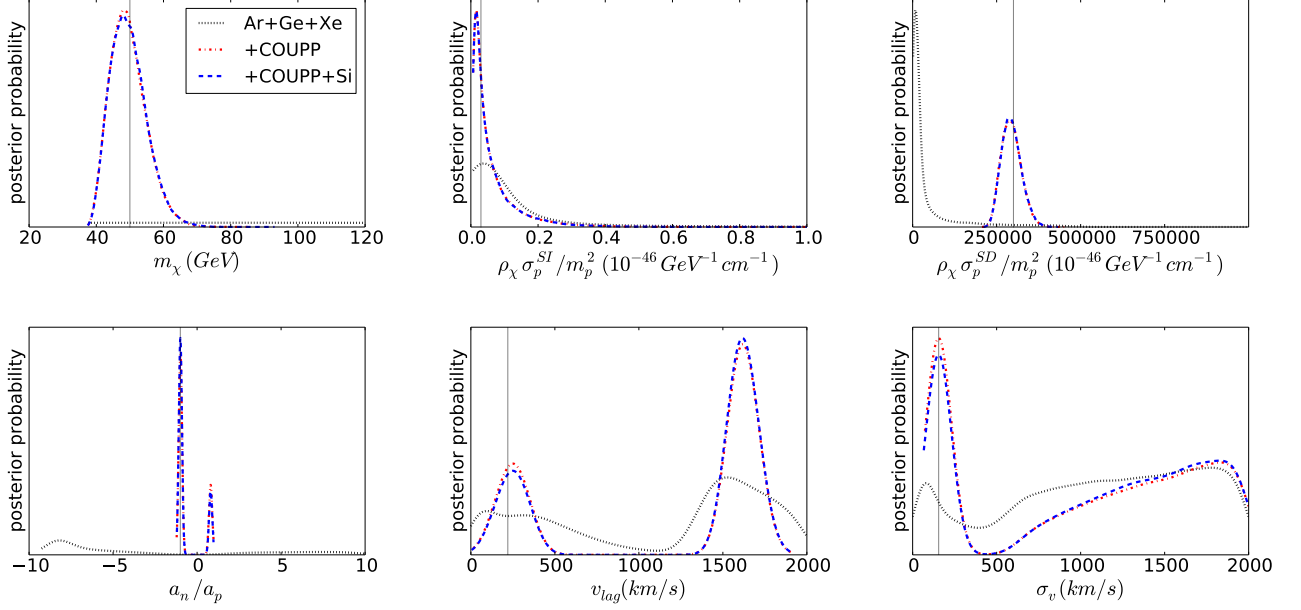 posterior probability
Ar+Ge+Xe
+COUPP
+COUPP+Si
20 40 60 80 100 120
m_χ (GeV)
posterior probability
0.0 0.2 0.4 0.6 0.8 1.0
ρ_χ σ_p^{SI}/m_p^2 (10^{−46} GeV^{−1} cm^{−1})
posterior probability
0 250000 500000 750000
ρ_χ σ_p^{SD}/m_p^2 (10^{−46} GeV^{−1} cm^{−1})
posterior probability
−10 −5 0 5 10
a_n/a_p
posterior probability
0 500 1000 1500 2000
v_{lag}(km/s)
posterior probability
0 500 1000 1500 2000
σ_v(km/s)